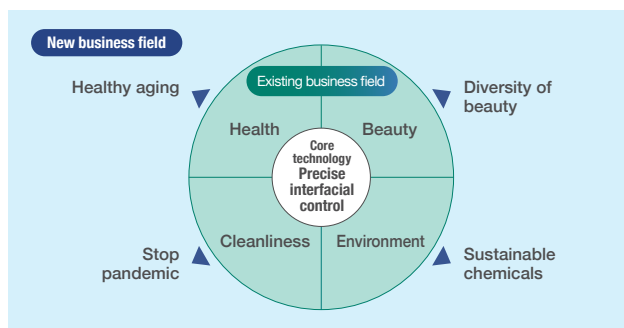 New business field
Existing business field
Healthy aging
Diversity of
beauty
Health
Beauty
Core
technology
Precise
interfacial
control
Cleanliness
Environment
Stop
pandemic
Sustainable
chemicals